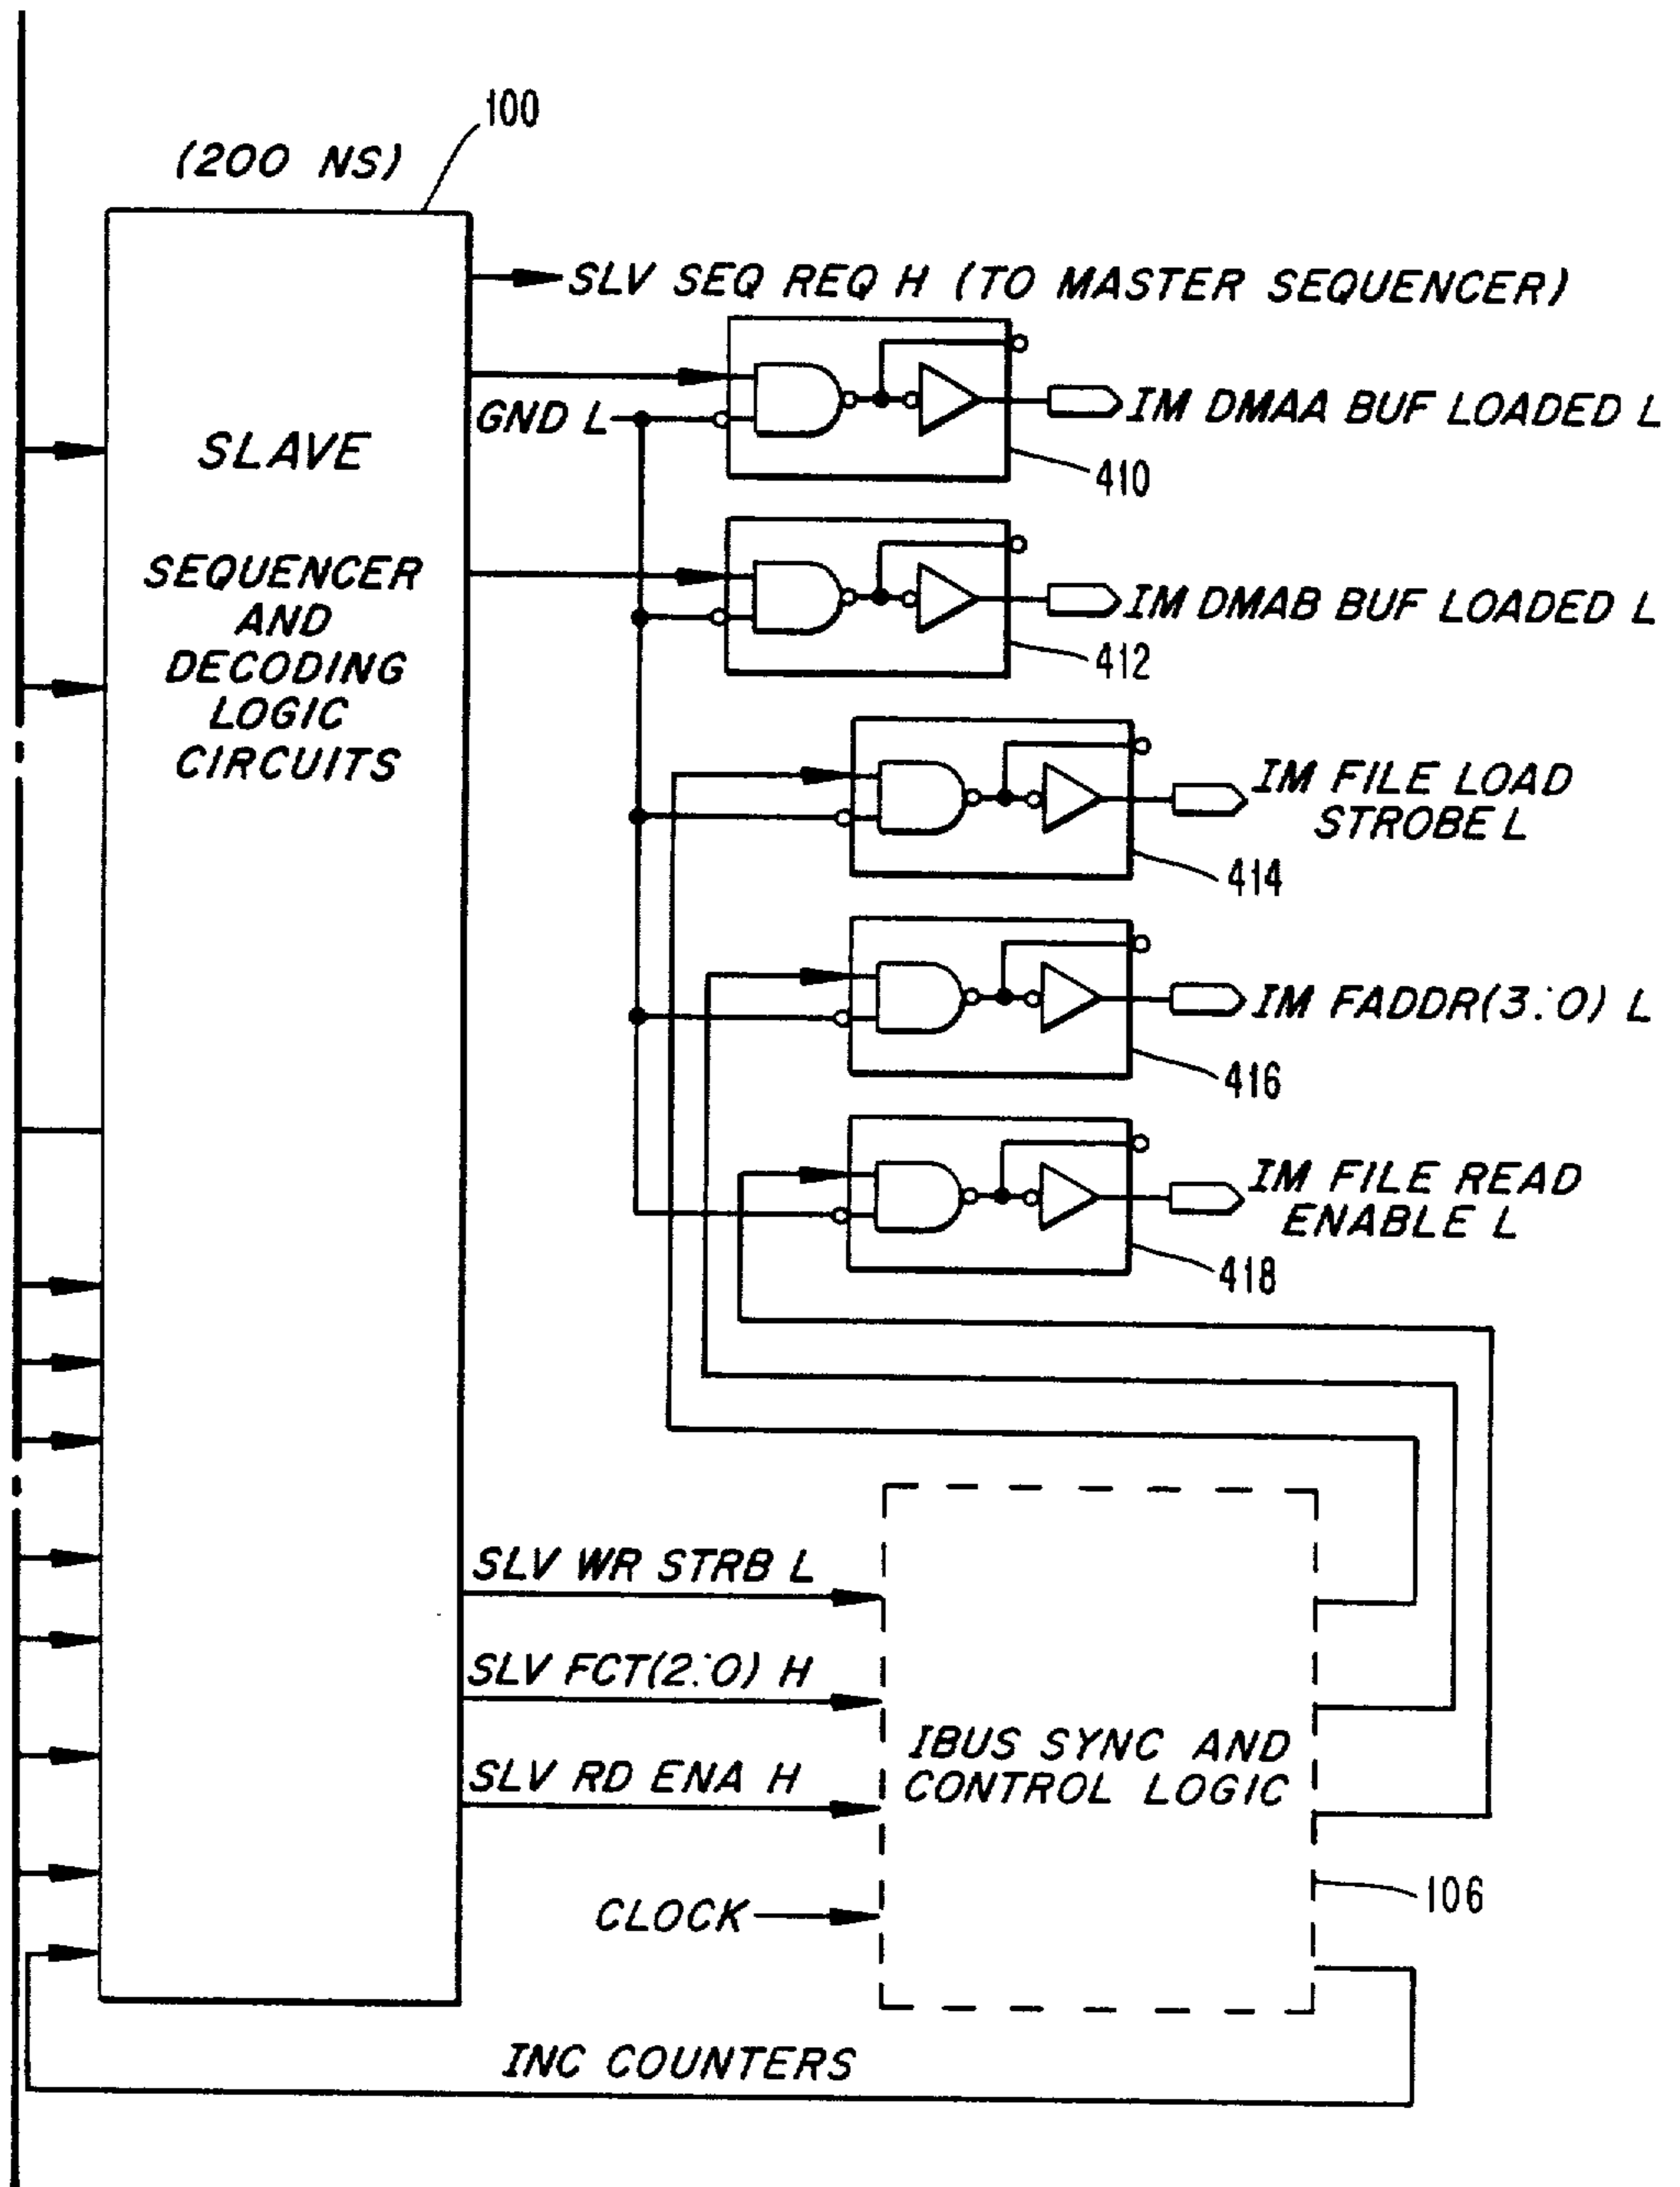 100
(200 NS)
SLV SEQ REQ H (TO MASTER SEQUENCER)
GND L
IM DMAA BUF LOADED L
410
SLAVE
SEQUENCER
AND
DECODING
LOGIC
CIRCUITS
IM DMAB BUF LOADED L
412
IM FILE LOAD
STROBE L
414
IM FADDR(3:0) L
416
IM FILE READ
ENABLE L
418
SLV WR STRB L
SLV FCT(2:0) H
SLV RD ENA H
IBUS SYNC AND
CONTROL LOGIC
CLOCK
106
INC COUNTERS